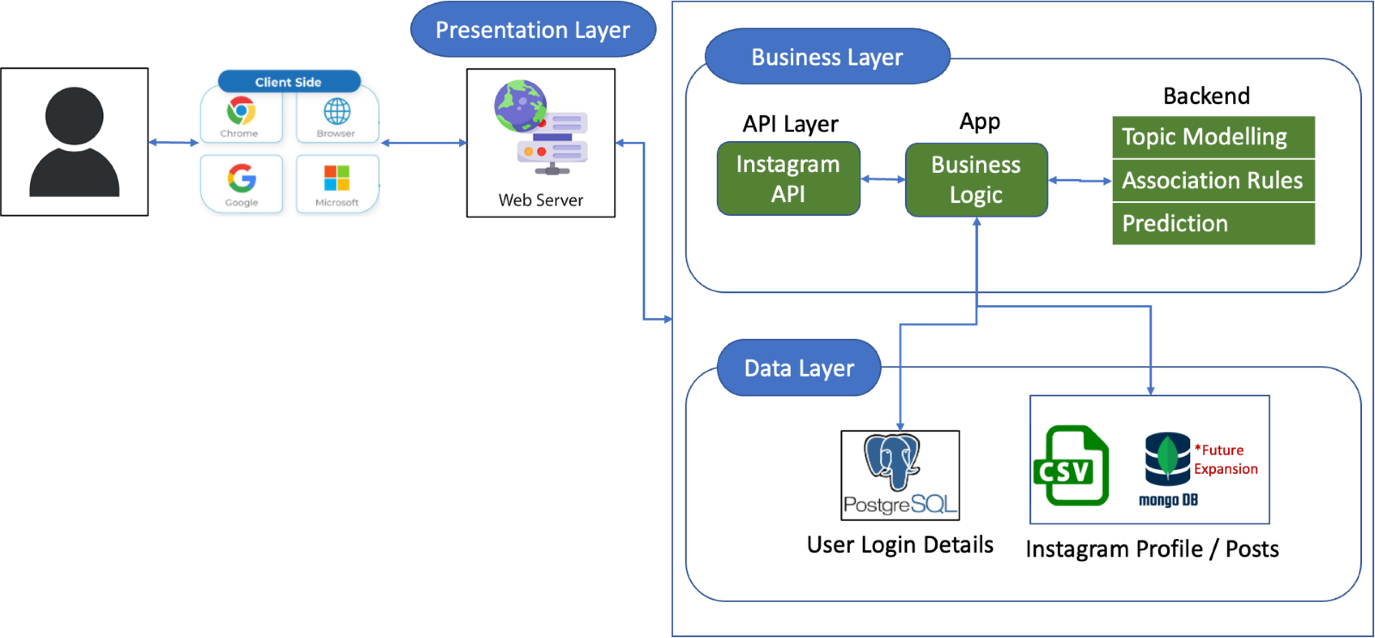 Presentation Layer
Client Side
Chrome
Browser
Google
Microsoft
Web Server
Business Layer
API Layer
Instagram
API
App
Business
Logic
Backend
Topic Modelling
Association Rules
Prediction
Data Layer
PostgreSQL
User Login Details
CSV
mongo DB
*Future
Expansion
Instagram Profile / Posts